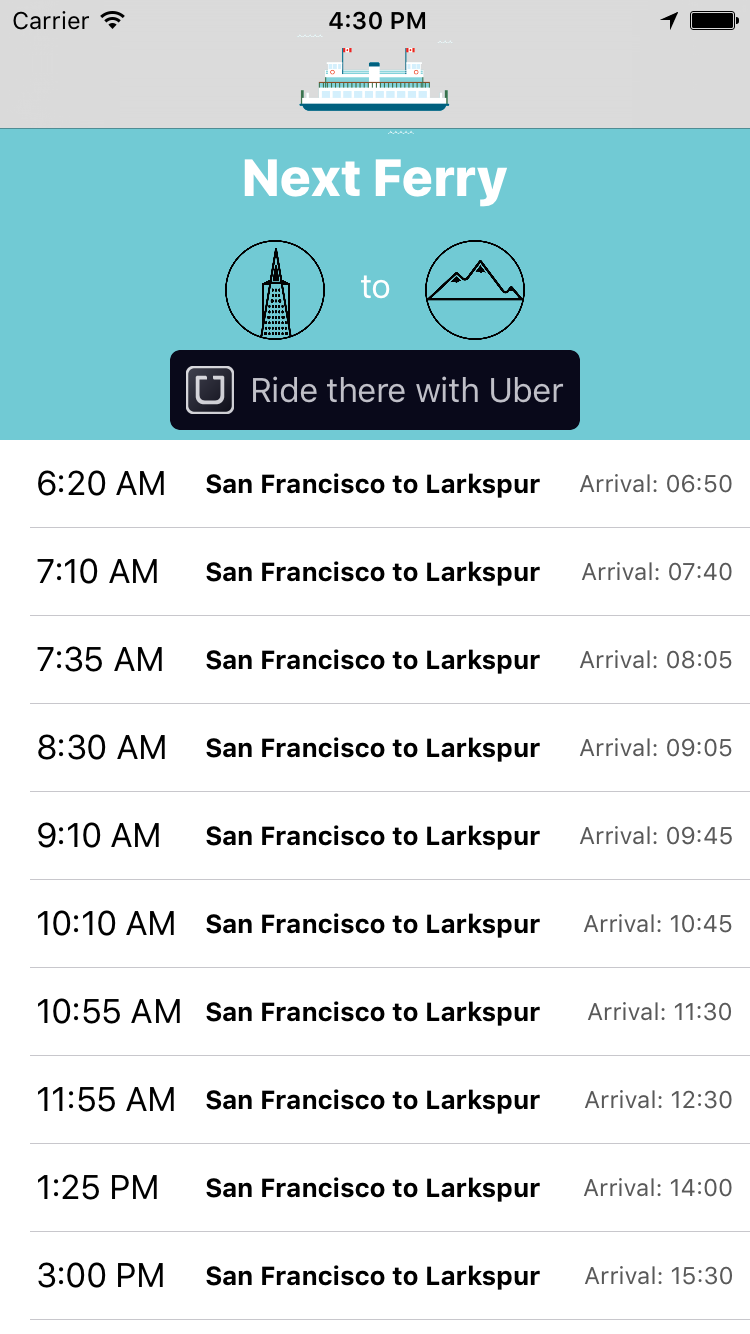 Carrier 4:30 PM
Next Ferry
to
Ride there with Uber
6:20 AM San Francisco to Larkspur Arrival: 06:50
7:10 AM San Francisco to Larkspur Arrival: 07:40
7:35 AM San Francisco to Larkspur Arrival: 08:05
8:30 AM San Francisco to Larkspur Arrival: 09:05
9:10 AM San Francisco to Larkspur Arrival: 09:45
10:10 AM San Francisco to Larkspur Arrival: 10:45
10:55 AM San Francisco to Larkspur Arrival: 11:30
11:55 AM San Francisco to Larkspur Arrival: 12:30
1:25 PM San Francisco to Larkspur Arrival: 14:00
3:00 PM San Francisco to Larkspur Arrival: 15:30